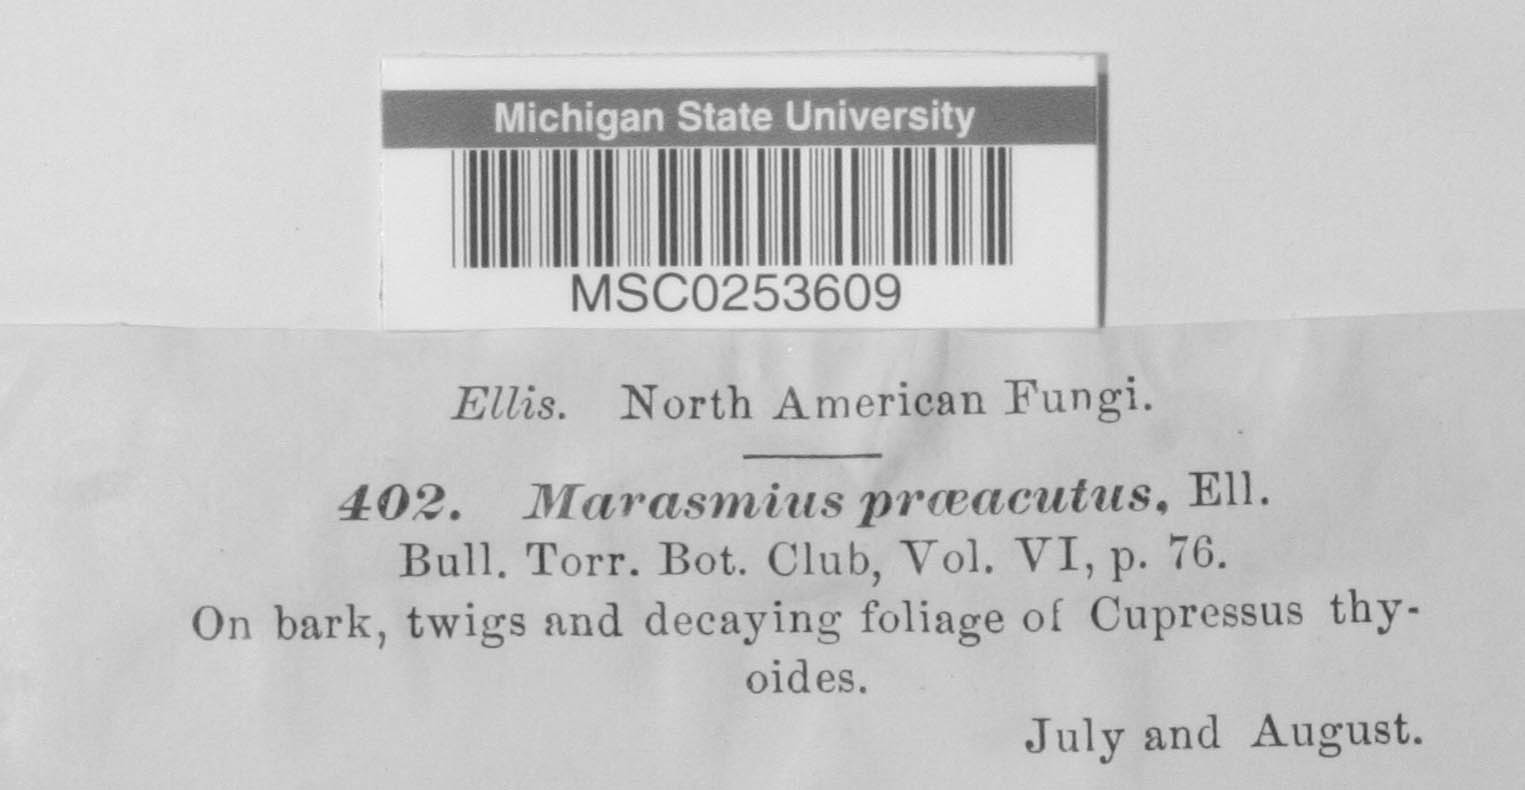 Michigan State University
MSC0253609
Ellis. North American Fungi.
402. Marasmius præacutus, Ell.
Bull. Torr. Bot. Club, Vol. VI, p. 76.
On bark, twigs and decaying foliage of Cupressus thy-
oides.
July and August.